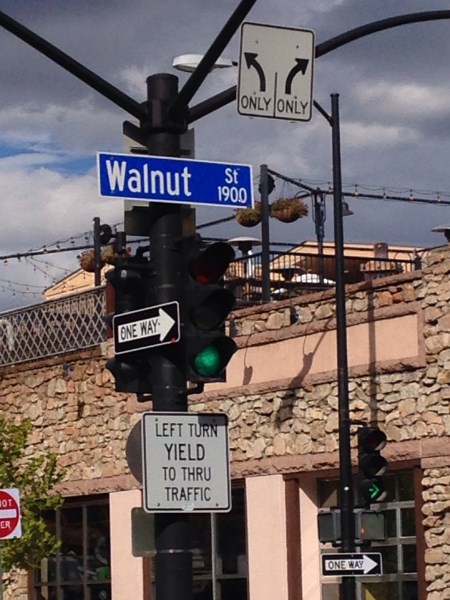 ONLY ONLY
Walnut St
1900
ONE WAY
LEFT TURN
YIELD
TO THRU
TRAFFIC
ONE WAY